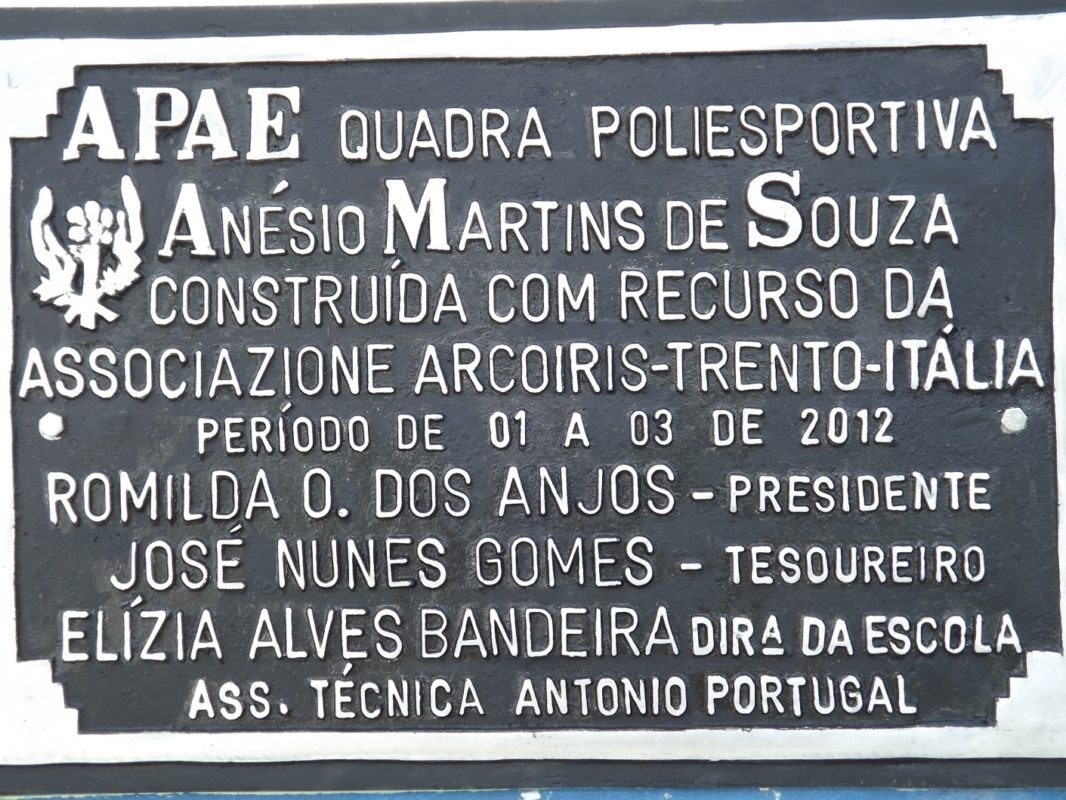 APAE QUADRA POLIESPORTIVA
ANÉSIO MARTINS DE SOUZA
CONSTRUÍDA COM RECURSO DA
ASSOCIAZIONE ARCOIRIS-TRENTO-ITÁLIA
PERÍODO DE 01 A 03 DE 2012
ROMILDA O. DOS ANJOS - PRESIDENTE
JOSÉ NUNES GOMES - TESOUREIRO
ELÍZIA ALVES BANDEIRA DIRª DA ESCOLA
ASS. TÉCNICA ANTONIO PORTUGAL